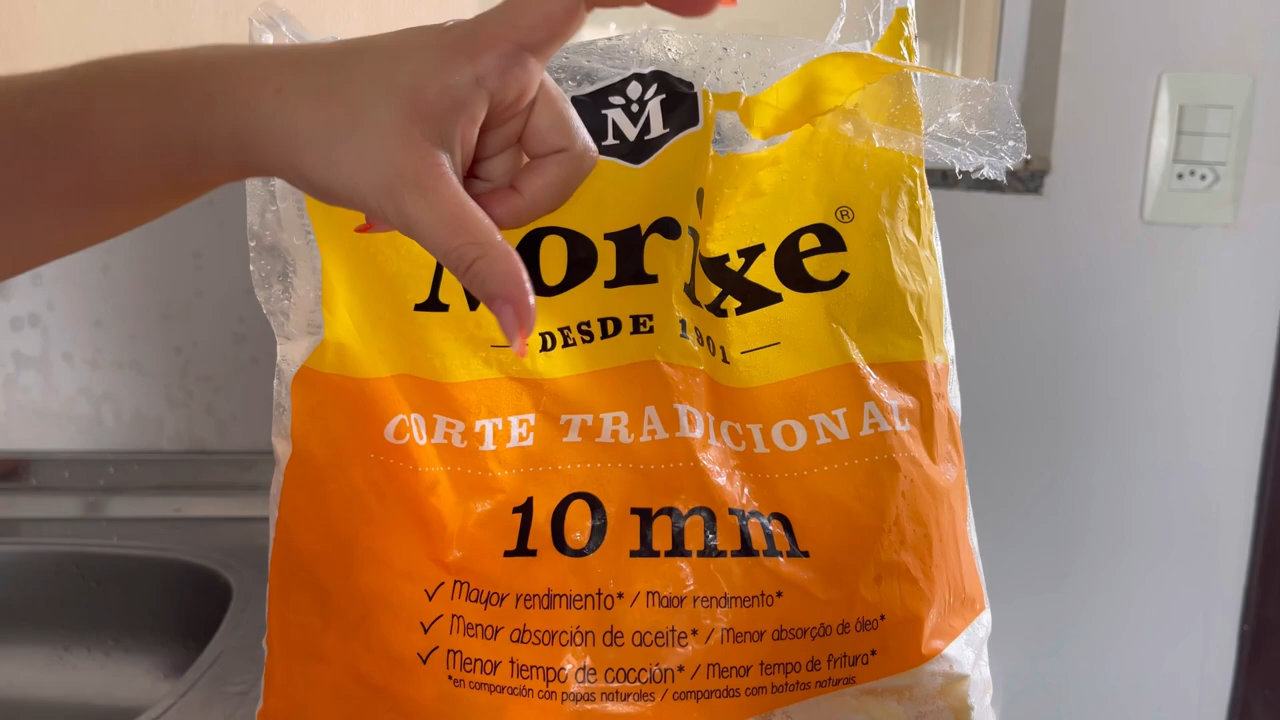 M
Morixe®
DESDE 1901
CORTE TRADICIONAL
10 mm
✓ Mayor rendimiento* / Maior rendimento*
✓ Menor absorción de aceite* / Menor absorção de óleo*
✓ Menor tiempo de cocción* / Menor tempo de fritura*
*en comparación con papas naturales / comparadas com batatas naturais.